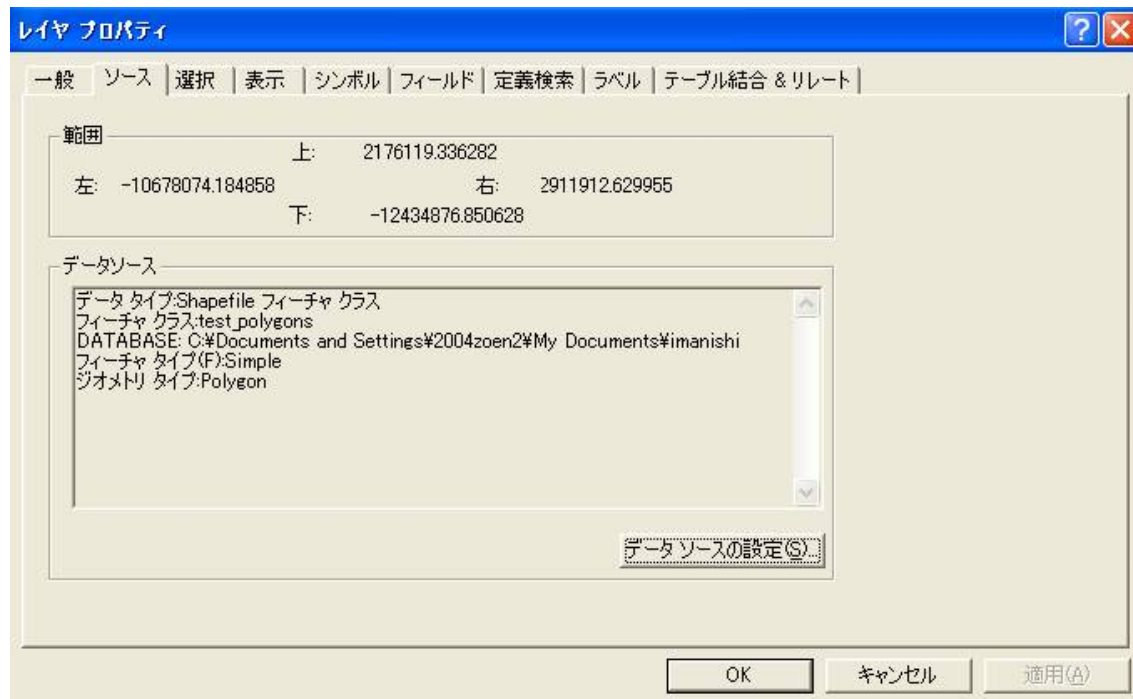 レイヤ プロパティ
一般 ソース 選択 表示 シンボル フィールド 定義検索 ラベル テーブル結合 & リレート
範囲
上: 2176119.336282
左: -10678074.184858 右: 2911912.629955
下: -12434876.850628
データソース
データ タイプ:Shapefile フィーチャ クラス
フィーチャ クラス:test_polygons
DATABASE: C:¥Documents and Settings¥2004zoen2¥My Documents¥imanishi
フィーチャ タイプ(F):Simple
ジオメトリ タイプ:Polygon
データ ソースの設定(S)...
OK キャンセル 適用(A)